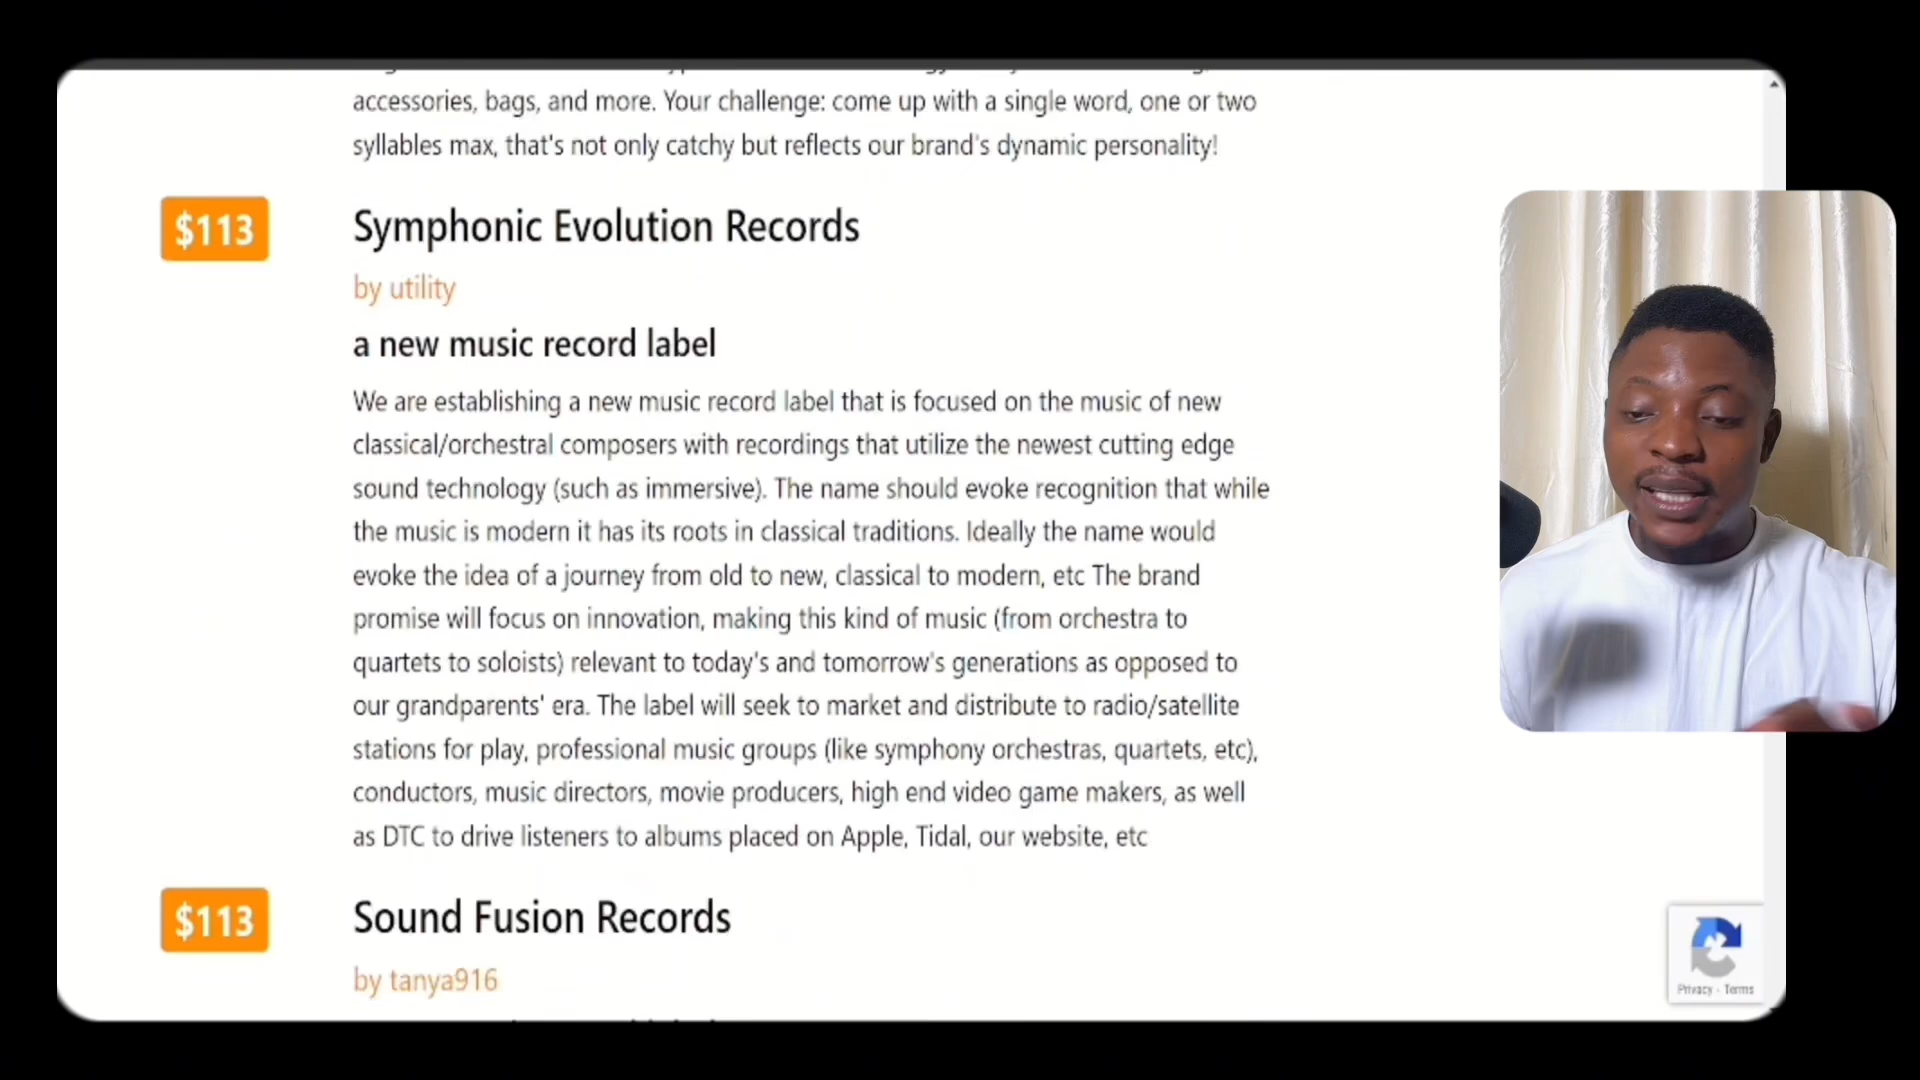 accessories, bags, and more. Your challenge: come up with a single word, one or two
syllables max, that's not only catchy but reflects our brand's dynamic personality!
$113
Symphonic Evolution Records
by utility
a new music record label
We are establishing a new music record label that is focused on the music of new
classical/orchestral composers with recordings that utilize the newest cutting edge
sound technology (such as immersive). The name should evoke recognition that while
the music is modern it has its roots in classical traditions. Ideally the name would
evoke the idea of a journey from old to new, classical to modern, etc The brand
promise will focus on innovation, making this kind of music (from orchestra to
quartets to soloists) relevant to today's and tomorrow's generations as opposed to
our grandparents' era. The label will seek to market and distribute to radio/satellite
stations for play, professional music groups (like symphony orchestras, quartets, etc),
conductors, music directors, movie producers, high end video game makers, as well
as DTC to drive listeners to albums placed on Apple, Tidal, our website, etc
$113
Sound Fusion Records
by tanya916
Privacy - Terms